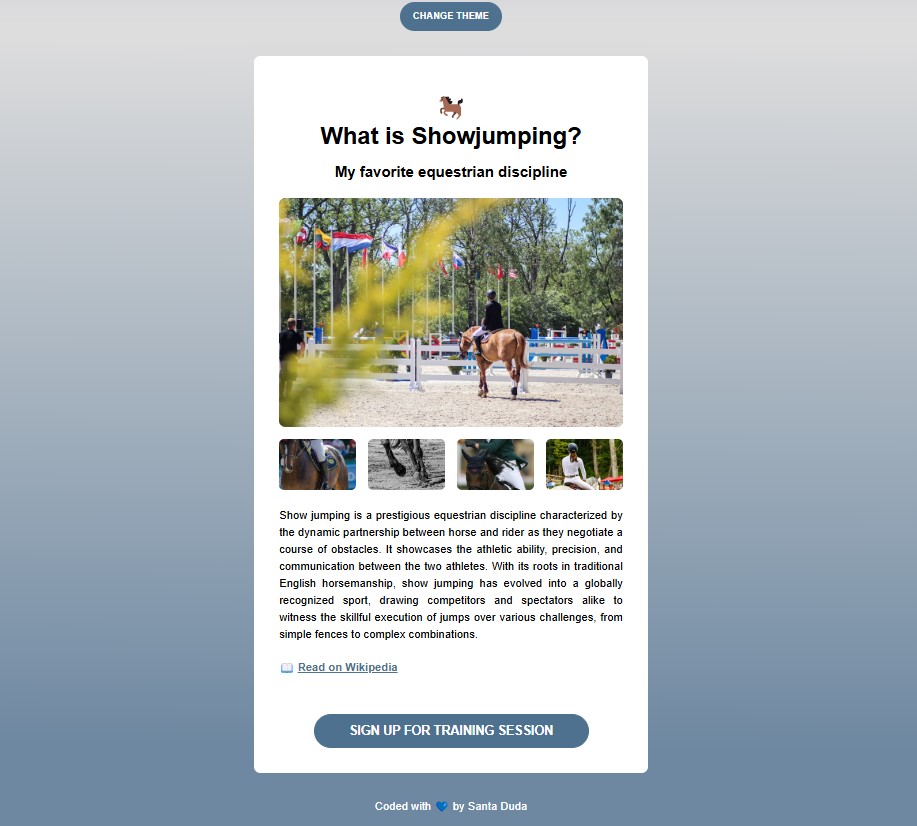 CHANGE THEME
What is Showjumping?
My favorite equestrian discipline
Show jumping is a prestigious equestrian discipline characterized by
the dynamic partnership between horse and rider as they negotiate a
course of obstacles. It showcases the athletic ability, precision, and
communication between the two athletes. With its roots in traditional
English horsemanship, show jumping has evolved into a globally
recognized sport, drawing competitors and spectators alike to
witness the skillful execution of jumps over various challenges, from
simple fences to complex combinations.
Read on Wikipedia
SIGN UP FOR TRAINING SESSION
Coded with 💙 by Santa Duda